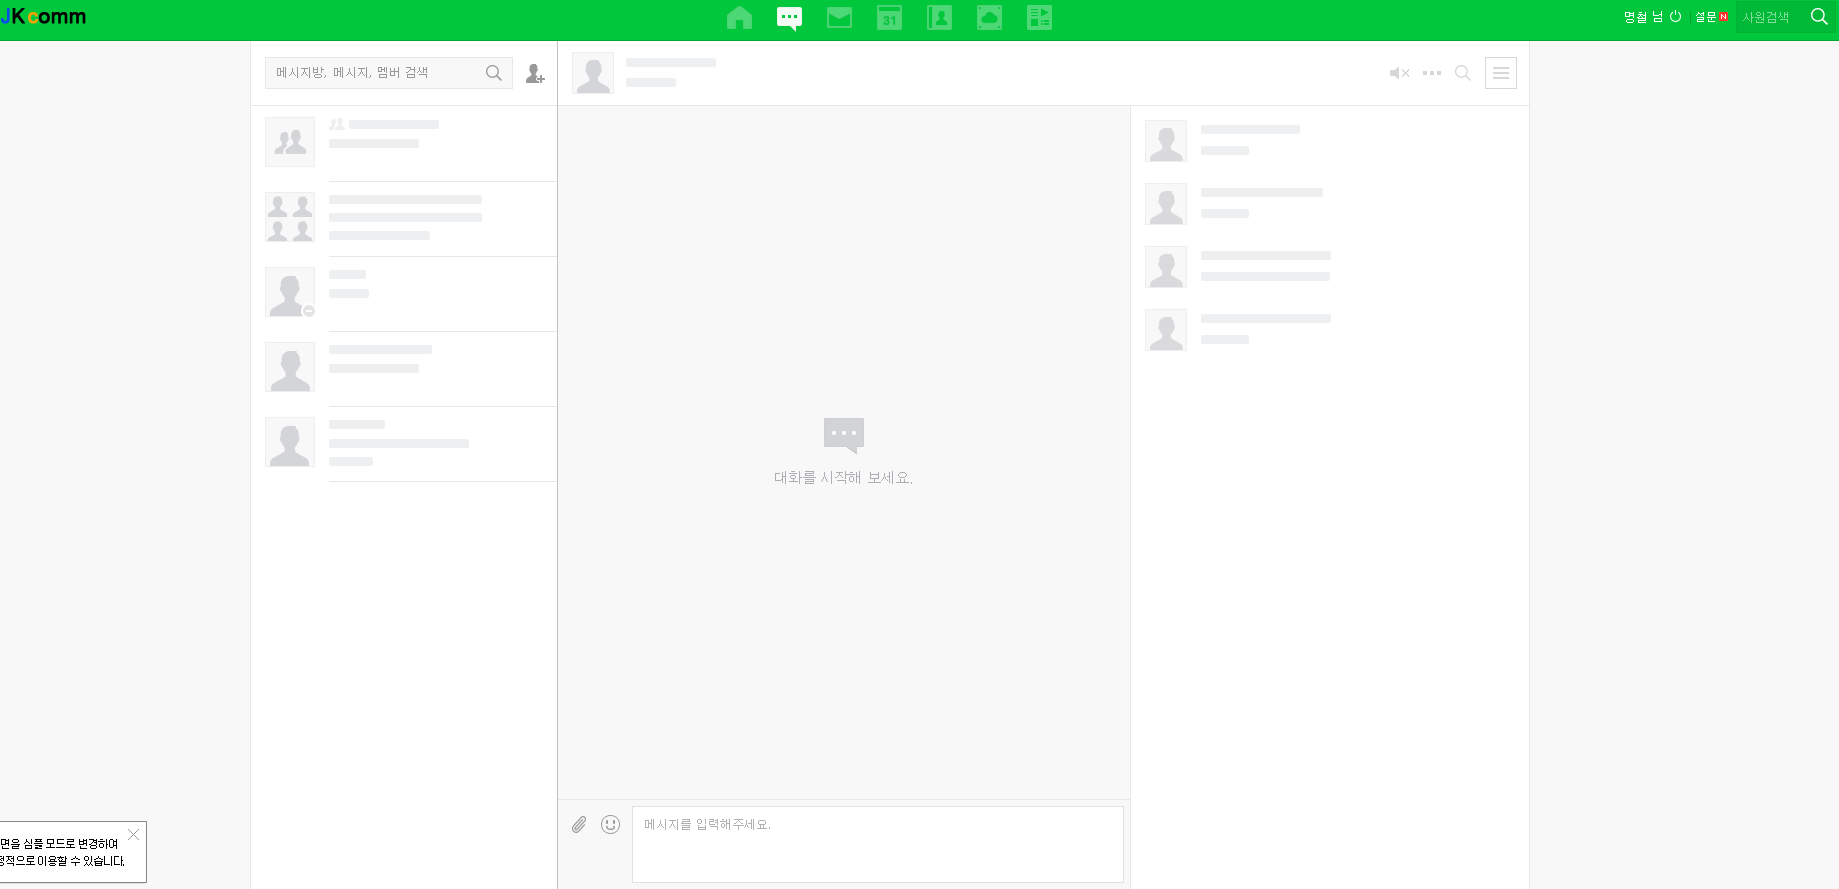 JK comm
31
명철 님
설문 N
사원검색
메시지방, 메시지, 멤버 검색
대화를 시작해 보세요.
메시지를 입력해주세요.
면을 심플 모드로 변경하여
정적으로 이용할 수 있습니다.